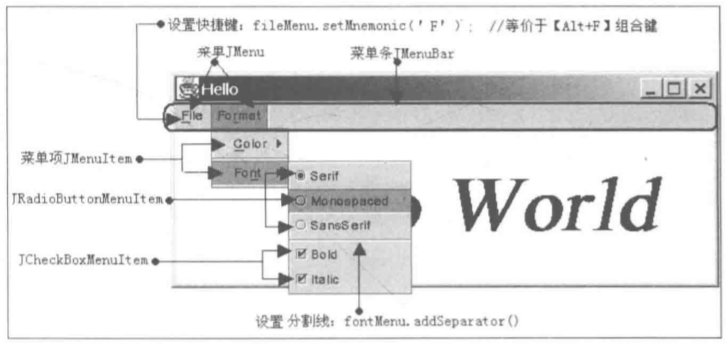 设置快捷键：fileMenu.setMnemonic('F'); //等价于【Alt+F】组合键
菜单JMenu
菜单条JMenuBar
Hello
File Format
菜单项JMenuItem
Color
Font
Serif
JRadioButtonMenuItem
Monospaced
World
SansSerif
JCheckBoxMenuItem
Bold
Italic
设置分割线：fontMenu.addSeparator()